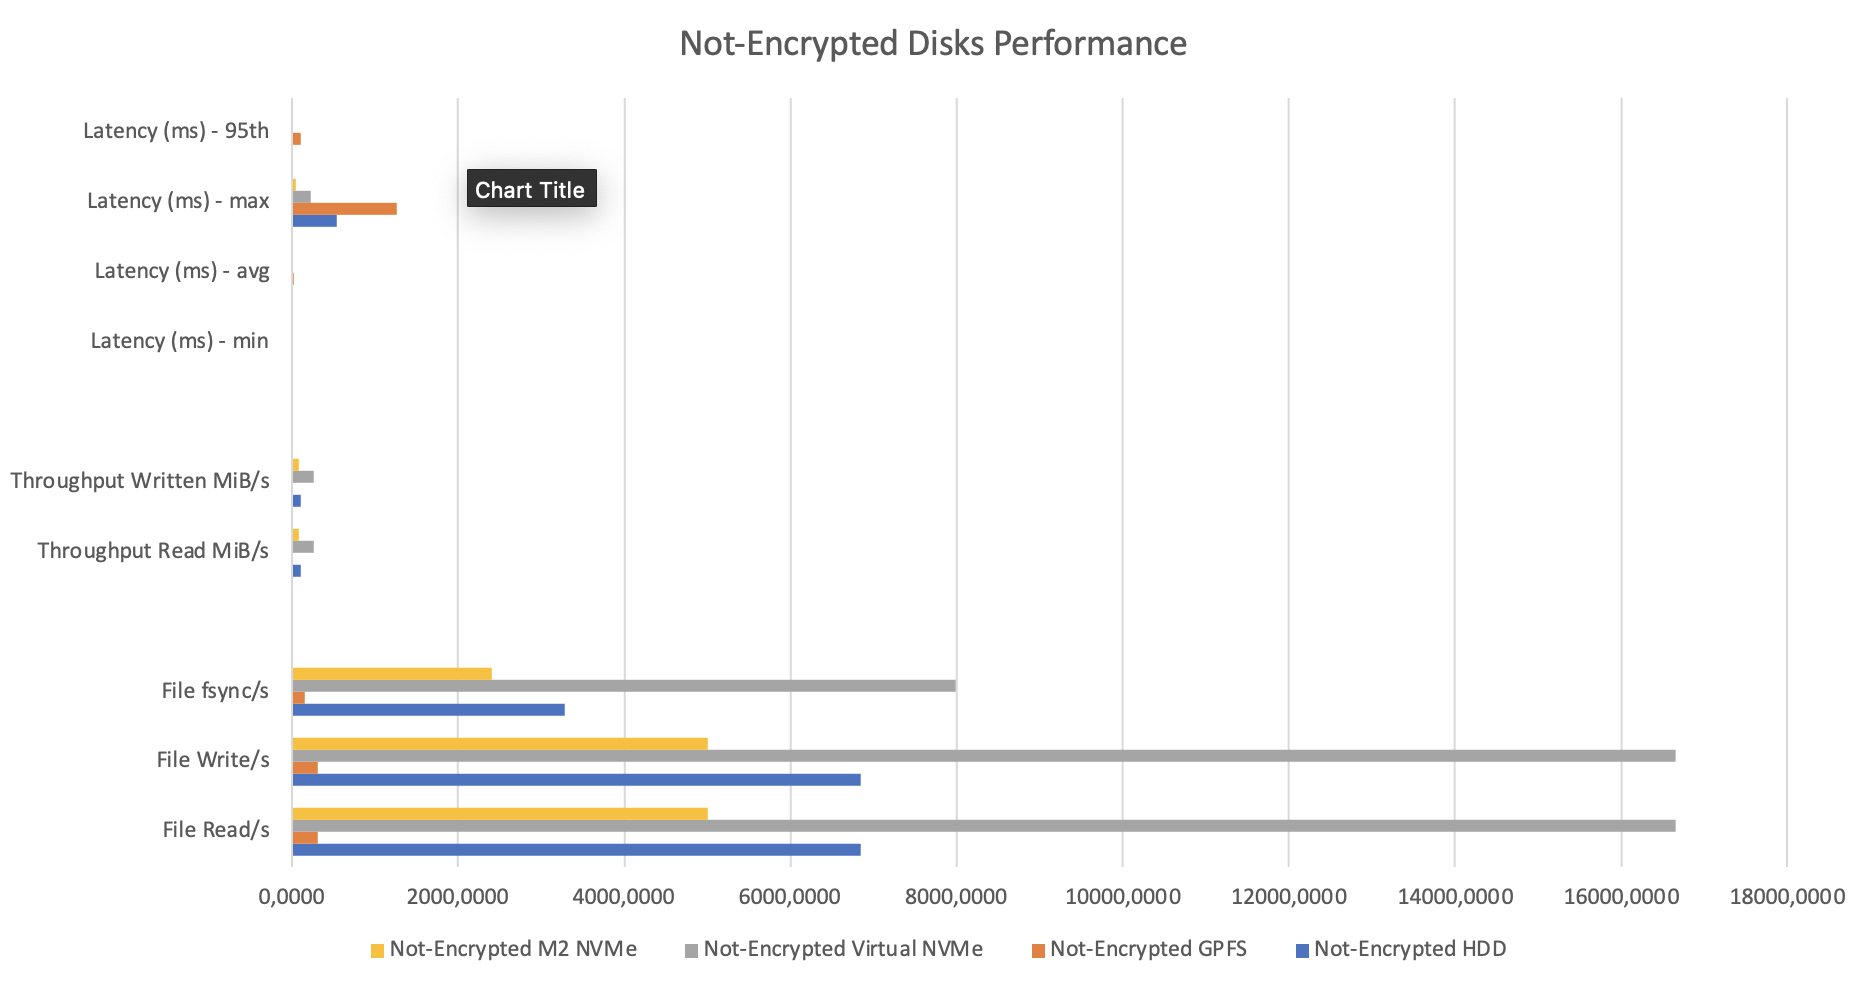 Not-Encrypted Disks Performance
Latency (ms) - 95th
Chart Title
Latency (ms) - max
Latency (ms) - avg
Latency (ms) - min
Throughput Written MiB/s
Throughput Read MiB/s
File fsync/s
File Write/s
File Read/s
0,0000 2000,0000 4000,0000 6000,0000 8000,0000 10000,0000 12000,0000 14000,0000 16000,0000 18000,0000
Not-Encrypted M2 NVMe Not-Encrypted Virtual NVMe Not-Encrypted GPFS Not-Encrypted HDD